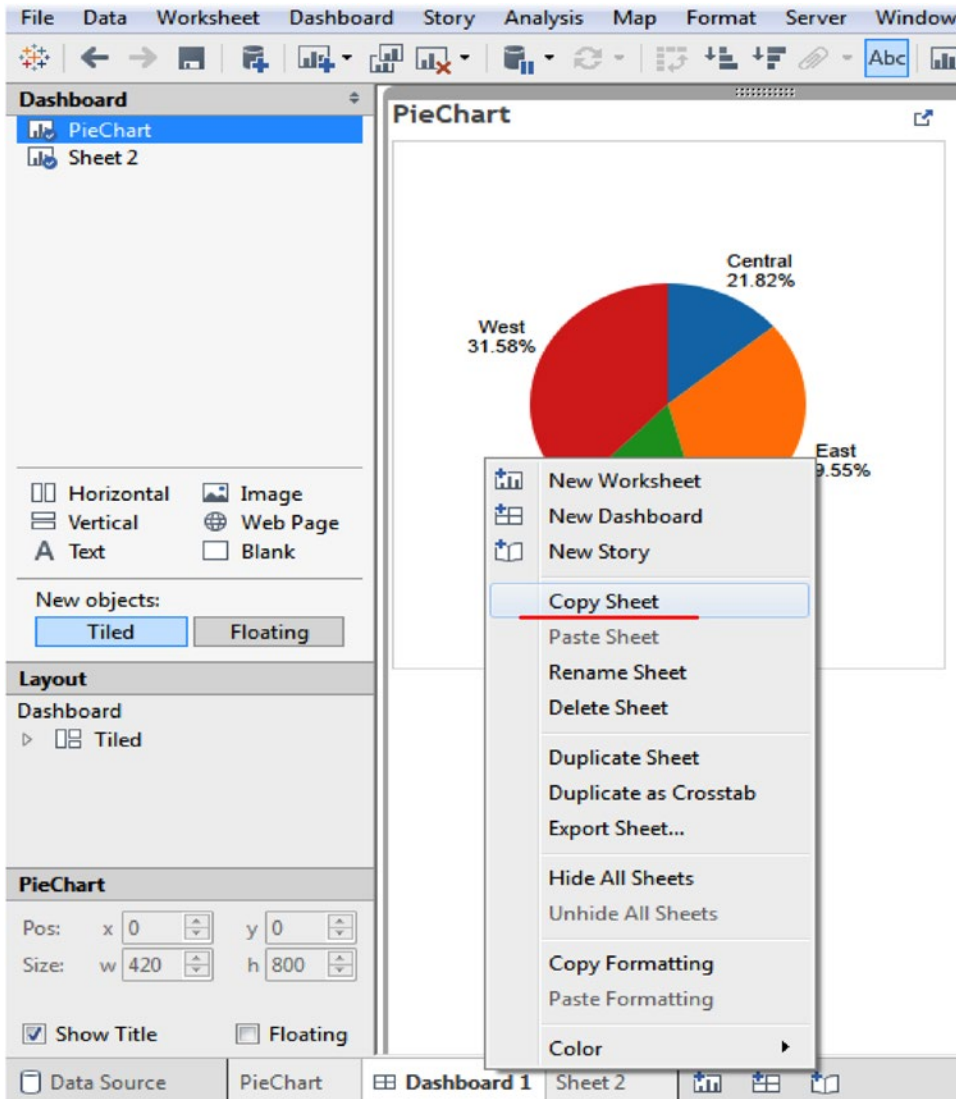 File Data Worksheet Dashboard Story Analysis Map Format Server Window
Abc
Dashboard
PieChart
Sheet 2
Horizontal Image
Vertical Web Page
A Text Blank
New objects:
Tiled Floating
Layout
Dashboard
Tiled
PieChart
Pos: x 0 y 0
Size: w 420 h 800
Show Title Floating
PieChart
Central
21.82%
West
31.58%
East
9.55%
New Worksheet
New Dashboard
New Story
Copy Sheet
Paste Sheet
Rename Sheet
Delete Sheet
Duplicate Sheet
Duplicate as Crosstab
Export Sheet...
Hide All Sheets
Unhide All Sheets
Copy Formatting
Paste Formatting
Color
Data Source PieChart Dashboard 1 Sheet 2